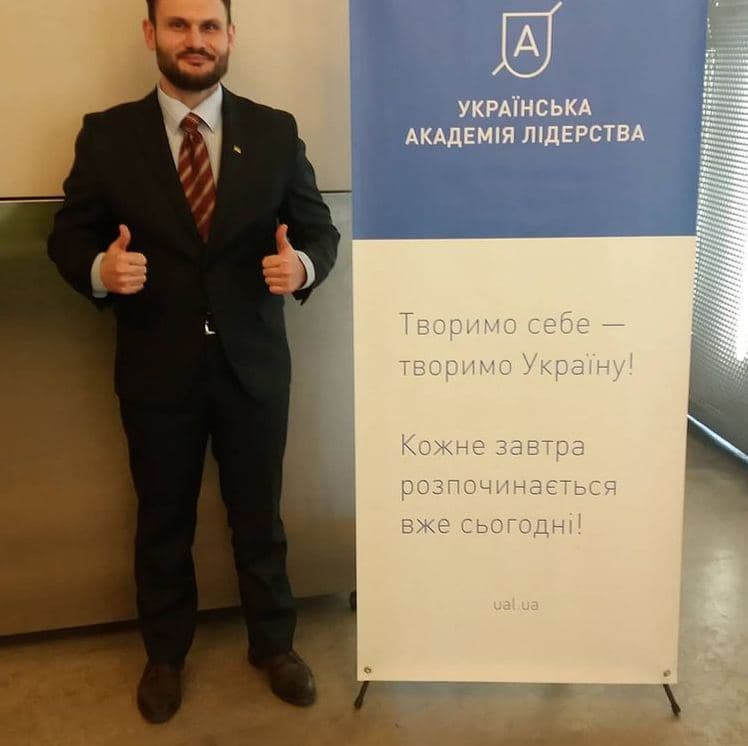 А
УКРАЇНСЬКА
АКАДЕМІЯ ЛІДЕРСТВА
Творимо себе —
творимо Україну!
Кожне завтра
розпочинається
вже сьогодні!
ual.ua